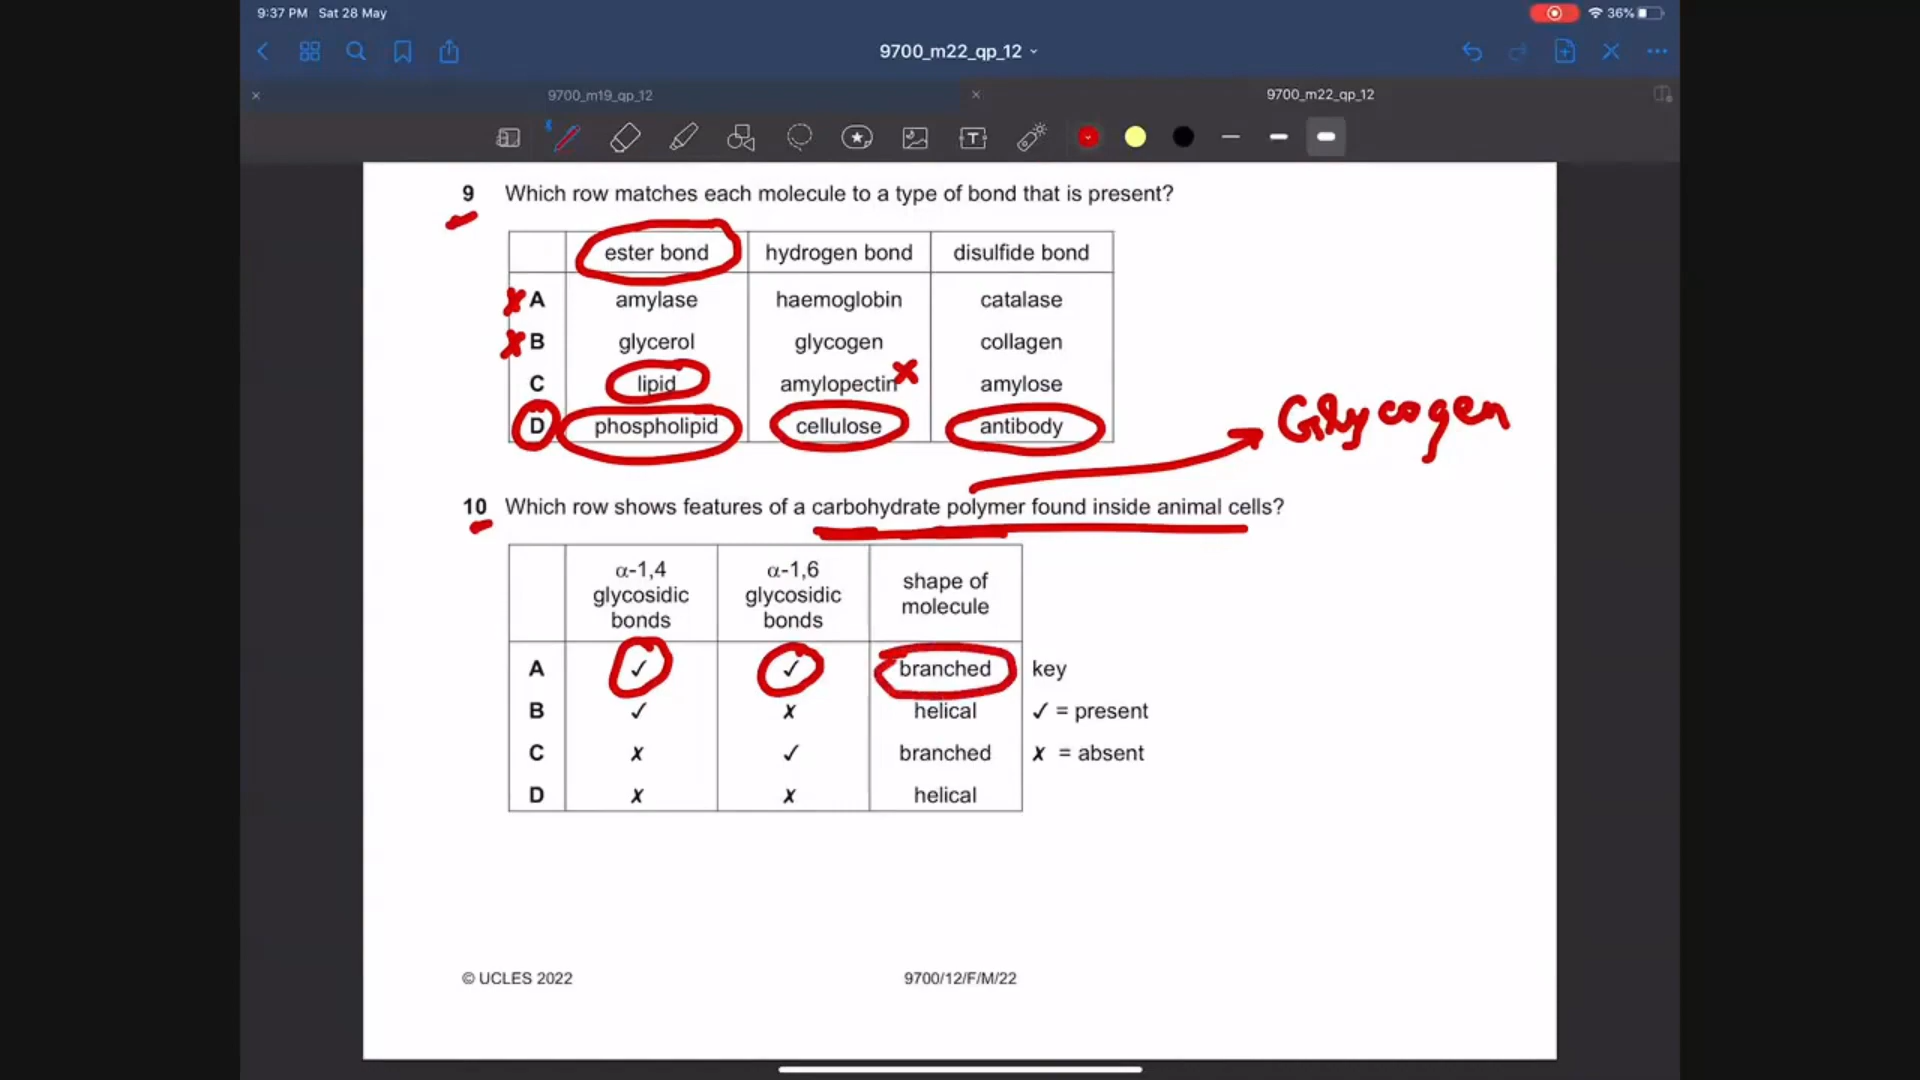 9:37 PM Sat 28 May
36%
9700_m22_qp_12
9700_m19_qp_12
9700_m22_qp_12
T
9 Which row matches each molecule to a type of bond that is present?
ester bond hydrogen bond disulfide bond
A amylase haemoglobin catalase
B glycerol glycogen collagen
C lipid amylopectin amylose
D phospholipid cellulose antibody
Glycogen
10 Which row shows features of a carbohydrate polymer found inside animal cells?
α-1,4 glycosidic bonds
α-1,6 glycosidic bonds
shape of molecule
A ✓ ✓ branched key
B ✓ ✗ helical ✓ = present
C ✗ ✓ branched ✗ = absent
D ✗ ✗ helical
© UCLES 2022 9700/12/F/M/22